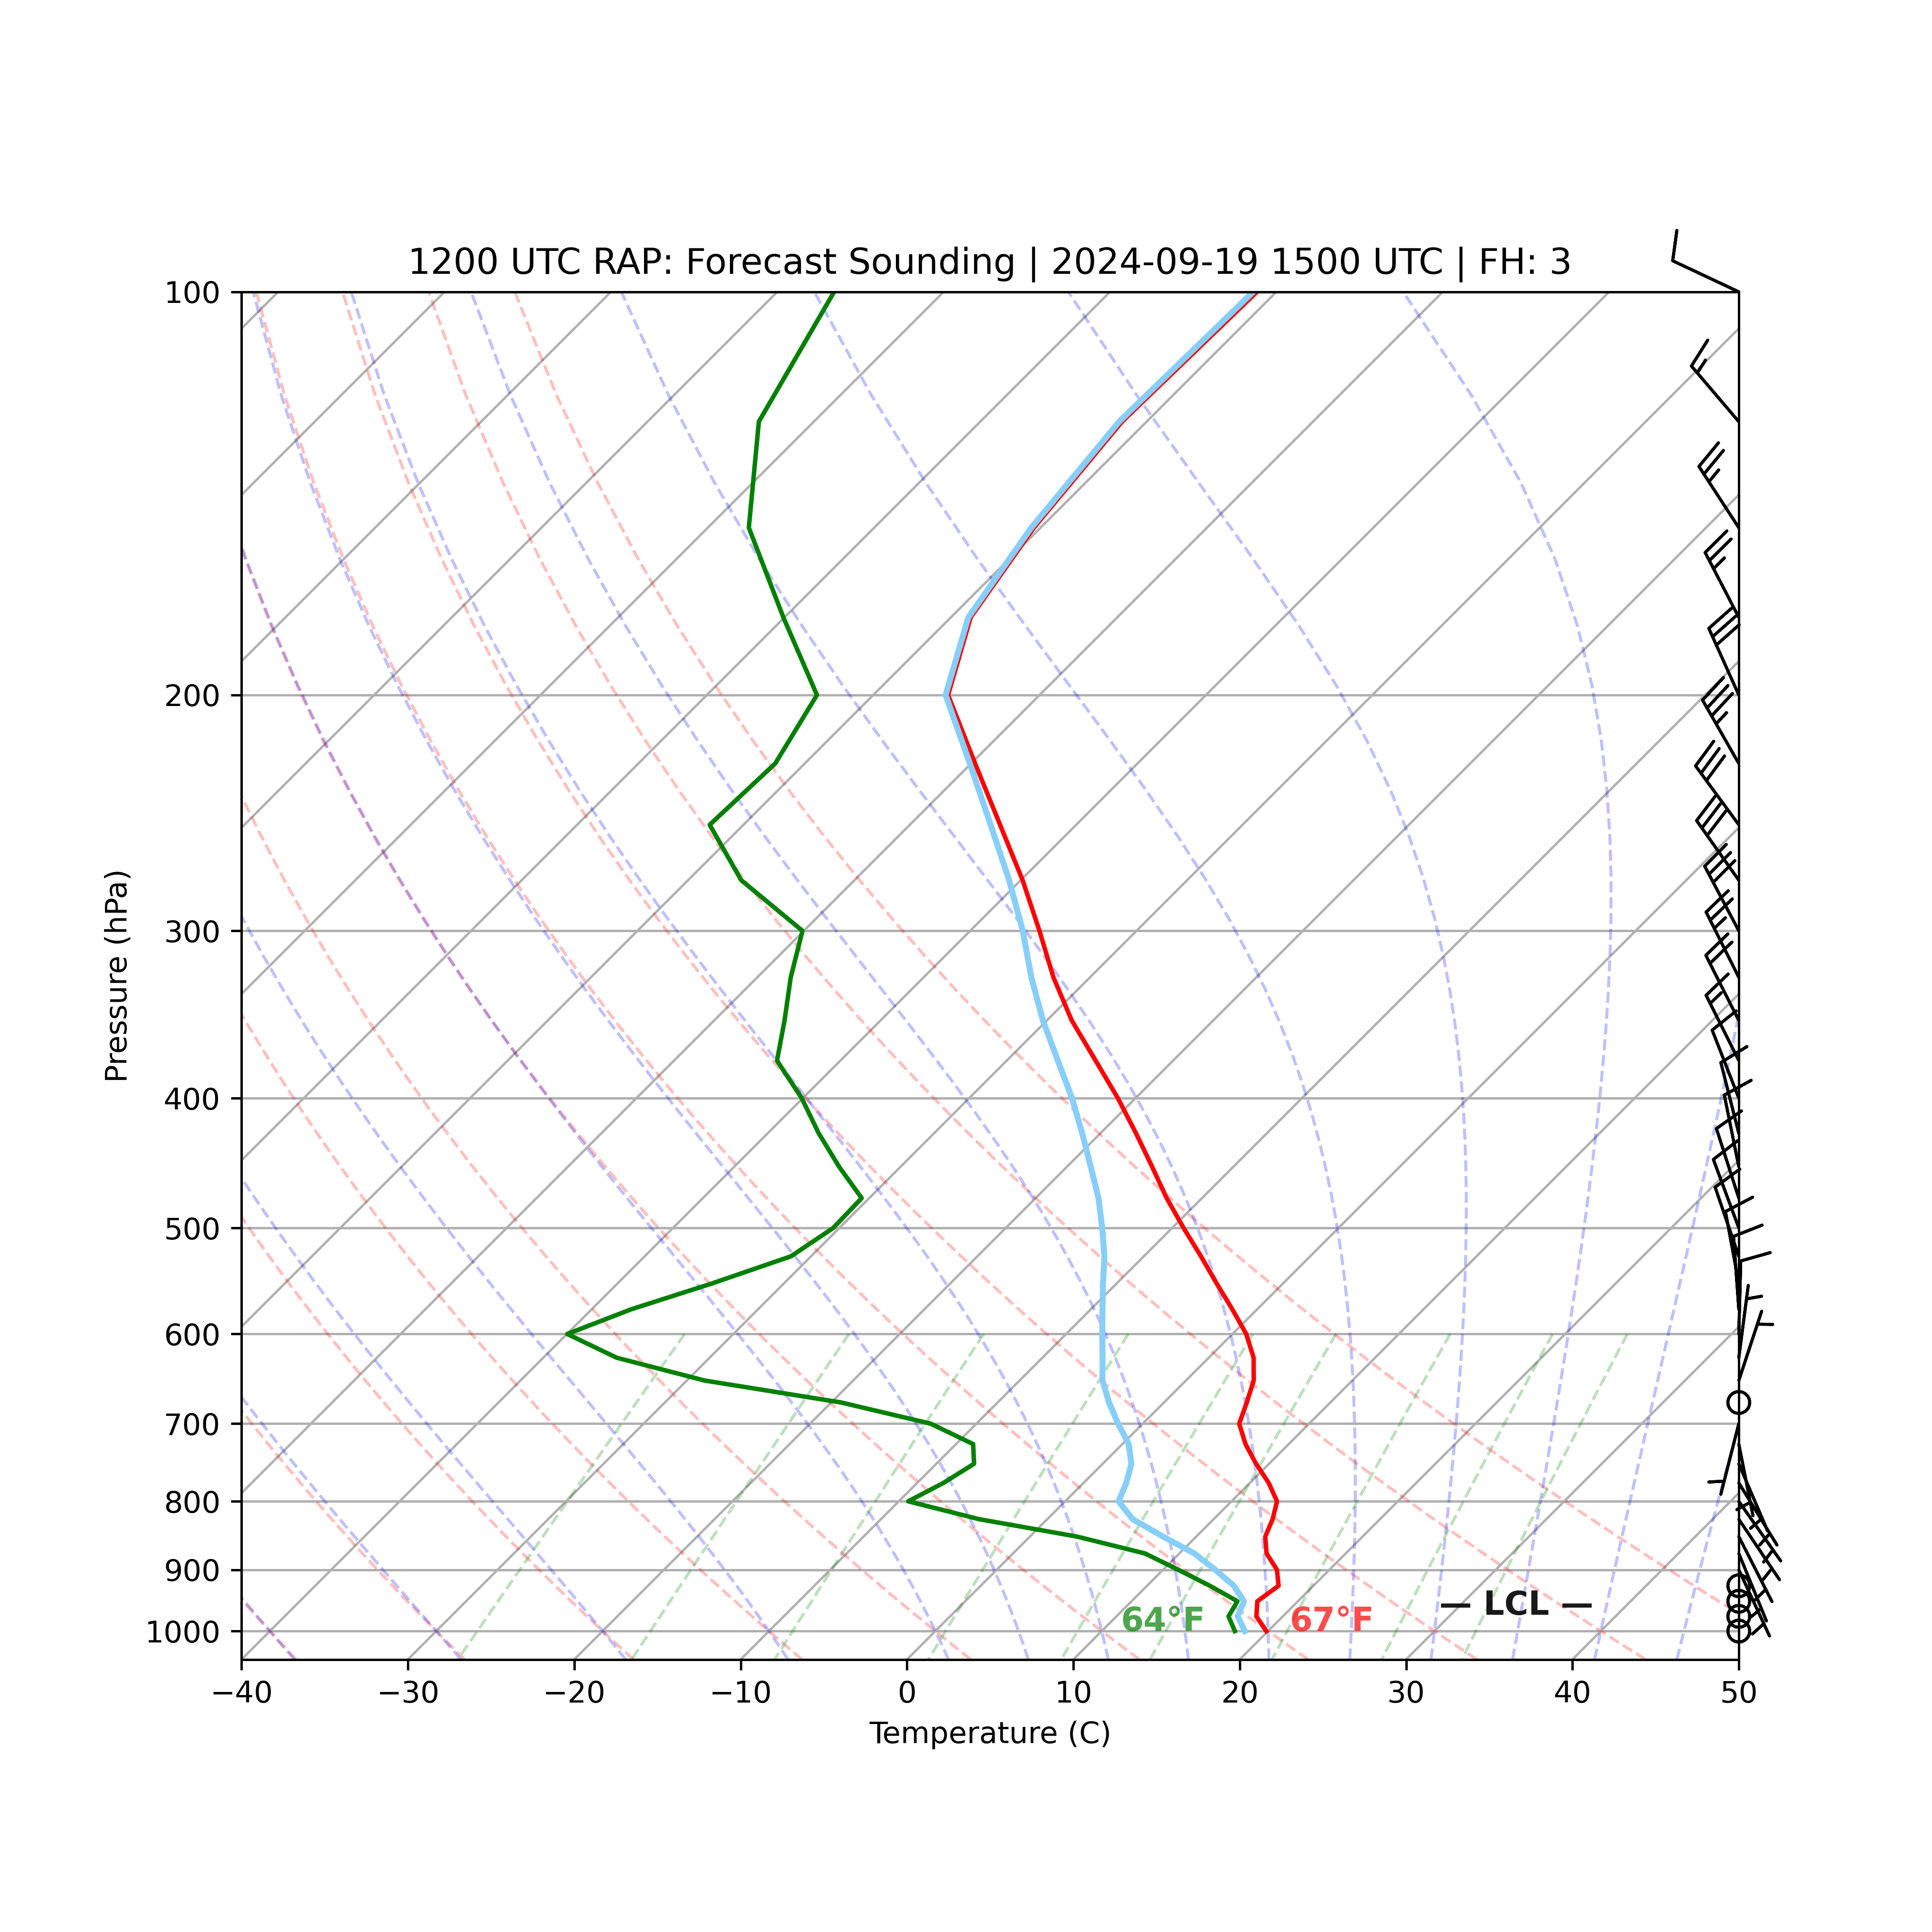 1200 UTC RAP: Forecast Sounding | 2024-09-19 1500 UTC | FH: 3
100
200
300
400
500
600
700
800
900
1000
Pressure (hPa)
64°F
67°F
— LCL —
−40 −30 −20 −10 0 10 20 30 40 50
Temperature (C)